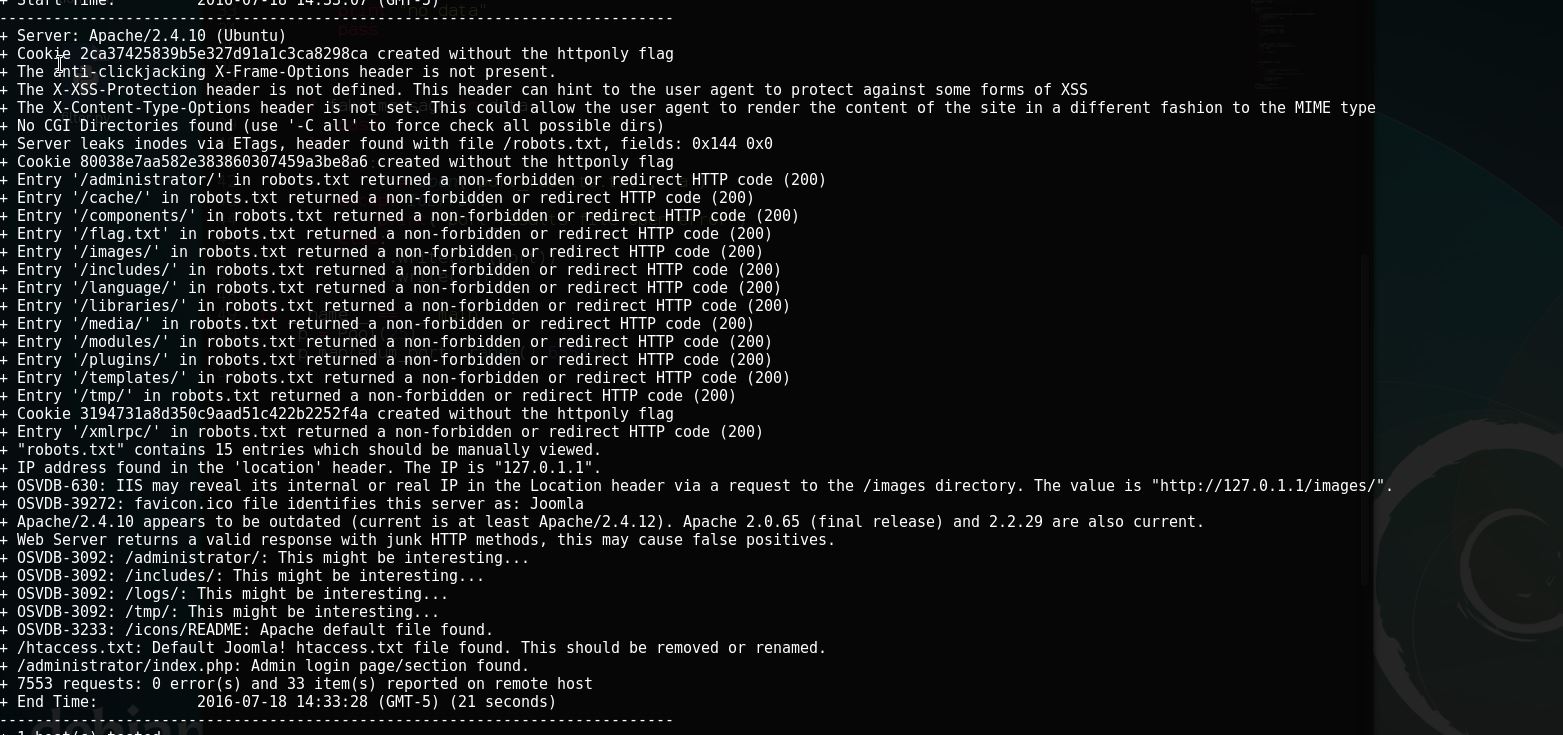 + Start Time: 2016-07-18 14:33:07 (GMT-5)
---------------------------------------------------------------------------
+ Server: Apache/2.4.10 (Ubuntu)
+ Cookie 2ca37425839b5e327d91a1c3ca8298ca created without the httponly flag
+ The anti-clickjacking X-Frame-Options header is not present.
+ The X-XSS-Protection header is not defined. This header can hint to the user agent to protect against some forms of XSS
+ The X-Content-Type-Options header is not set. This could allow the user agent to render the content of the site in a different fashion to the MIME type
+ No CGI Directories found (use '-C all' to force check all possible dirs)
+ Server leaks inodes via ETags, header found with file /robots.txt, fields: 0x144 0x0
+ Cookie 80038e7aa582e383860307459a3be8a6 created without the httponly flag
+ Entry '/administrator/' in robots.txt returned a non-forbidden or redirect HTTP code (200)
+ Entry '/cache/' in robots.txt returned a non-forbidden or redirect HTTP code (200)
+ Entry '/components/' in robots.txt returned a non-forbidden or redirect HTTP code (200)
+ Entry '/flag.txt' in robots.txt returned a non-forbidden or redirect HTTP code (200)
+ Entry '/images/' in robots.txt returned a non-forbidden or redirect HTTP code (200)
+ Entry '/includes/' in robots.txt returned a non-forbidden or redirect HTTP code (200)
+ Entry '/language/' in robots.txt returned a non-forbidden or redirect HTTP code (200)
+ Entry '/libraries/' in robots.txt returned a non-forbidden or redirect HTTP code (200)
+ Entry '/media/' in robots.txt returned a non-forbidden or redirect HTTP code (200)
+ Entry '/modules/' in robots.txt returned a non-forbidden or redirect HTTP code (200)
+ Entry '/plugins/' in robots.txt returned a non-forbidden or redirect HTTP code (200)
+ Entry '/templates/' in robots.txt returned a non-forbidden or redirect HTTP code (200)
+ Entry '/tmp/' in robots.txt returned a non-forbidden or redirect HTTP code (200)
+ Cookie 3194731a8d350c9aad51c422b2252f4a created without the httponly flag
+ Entry '/xmlrpc/' in robots.txt returned a non-forbidden or redirect HTTP code (200)
+ "robots.txt" contains 15 entries which should be manually viewed.
+ IP address found in the 'location' header. The IP is "127.0.1.1".
+ OSVDB-630: IIS may reveal its internal or real IP in the Location header via a request to the /images directory. The value is "http://127.0.1.1/images/".
+ OSVDB-39272: favicon.ico file identifies this server as: Joomla
+ Apache/2.4.10 appears to be outdated (current is at least Apache/2.4.12). Apache 2.0.65 (final release) and 2.2.29 are also current.
+ Web Server returns a valid response with junk HTTP methods, this may cause false positives.
+ OSVDB-3092: /administrator/: This might be interesting...
+ OSVDB-3092: /includes/: This might be interesting...
+ OSVDB-3092: /logs/: This might be interesting...
+ OSVDB-3092: /tmp/: This might be interesting...
+ OSVDB-3233: /icons/README: Apache default file found.
+ /htaccess.txt: Default Joomla! htaccess.txt file found. This should be removed or renamed.
+ /administrator/index.php: Admin login page/section found.
+ 7553 requests: 0 error(s) and 33 item(s) reported on remote host
+ End Time: 2016-07-18 14:33:28 (GMT-5) (21 seconds)
---------------------------------------------------------------------------
+ 1 host(s) tested
debian